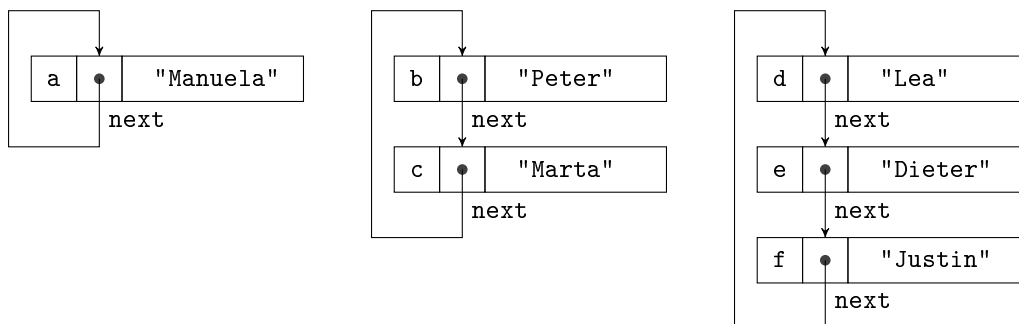 a "Manuela"
next
b "Peter"
next
c "Marta"
next
d "Lea"
next
e "Dieter"
next
f "Justin"
next